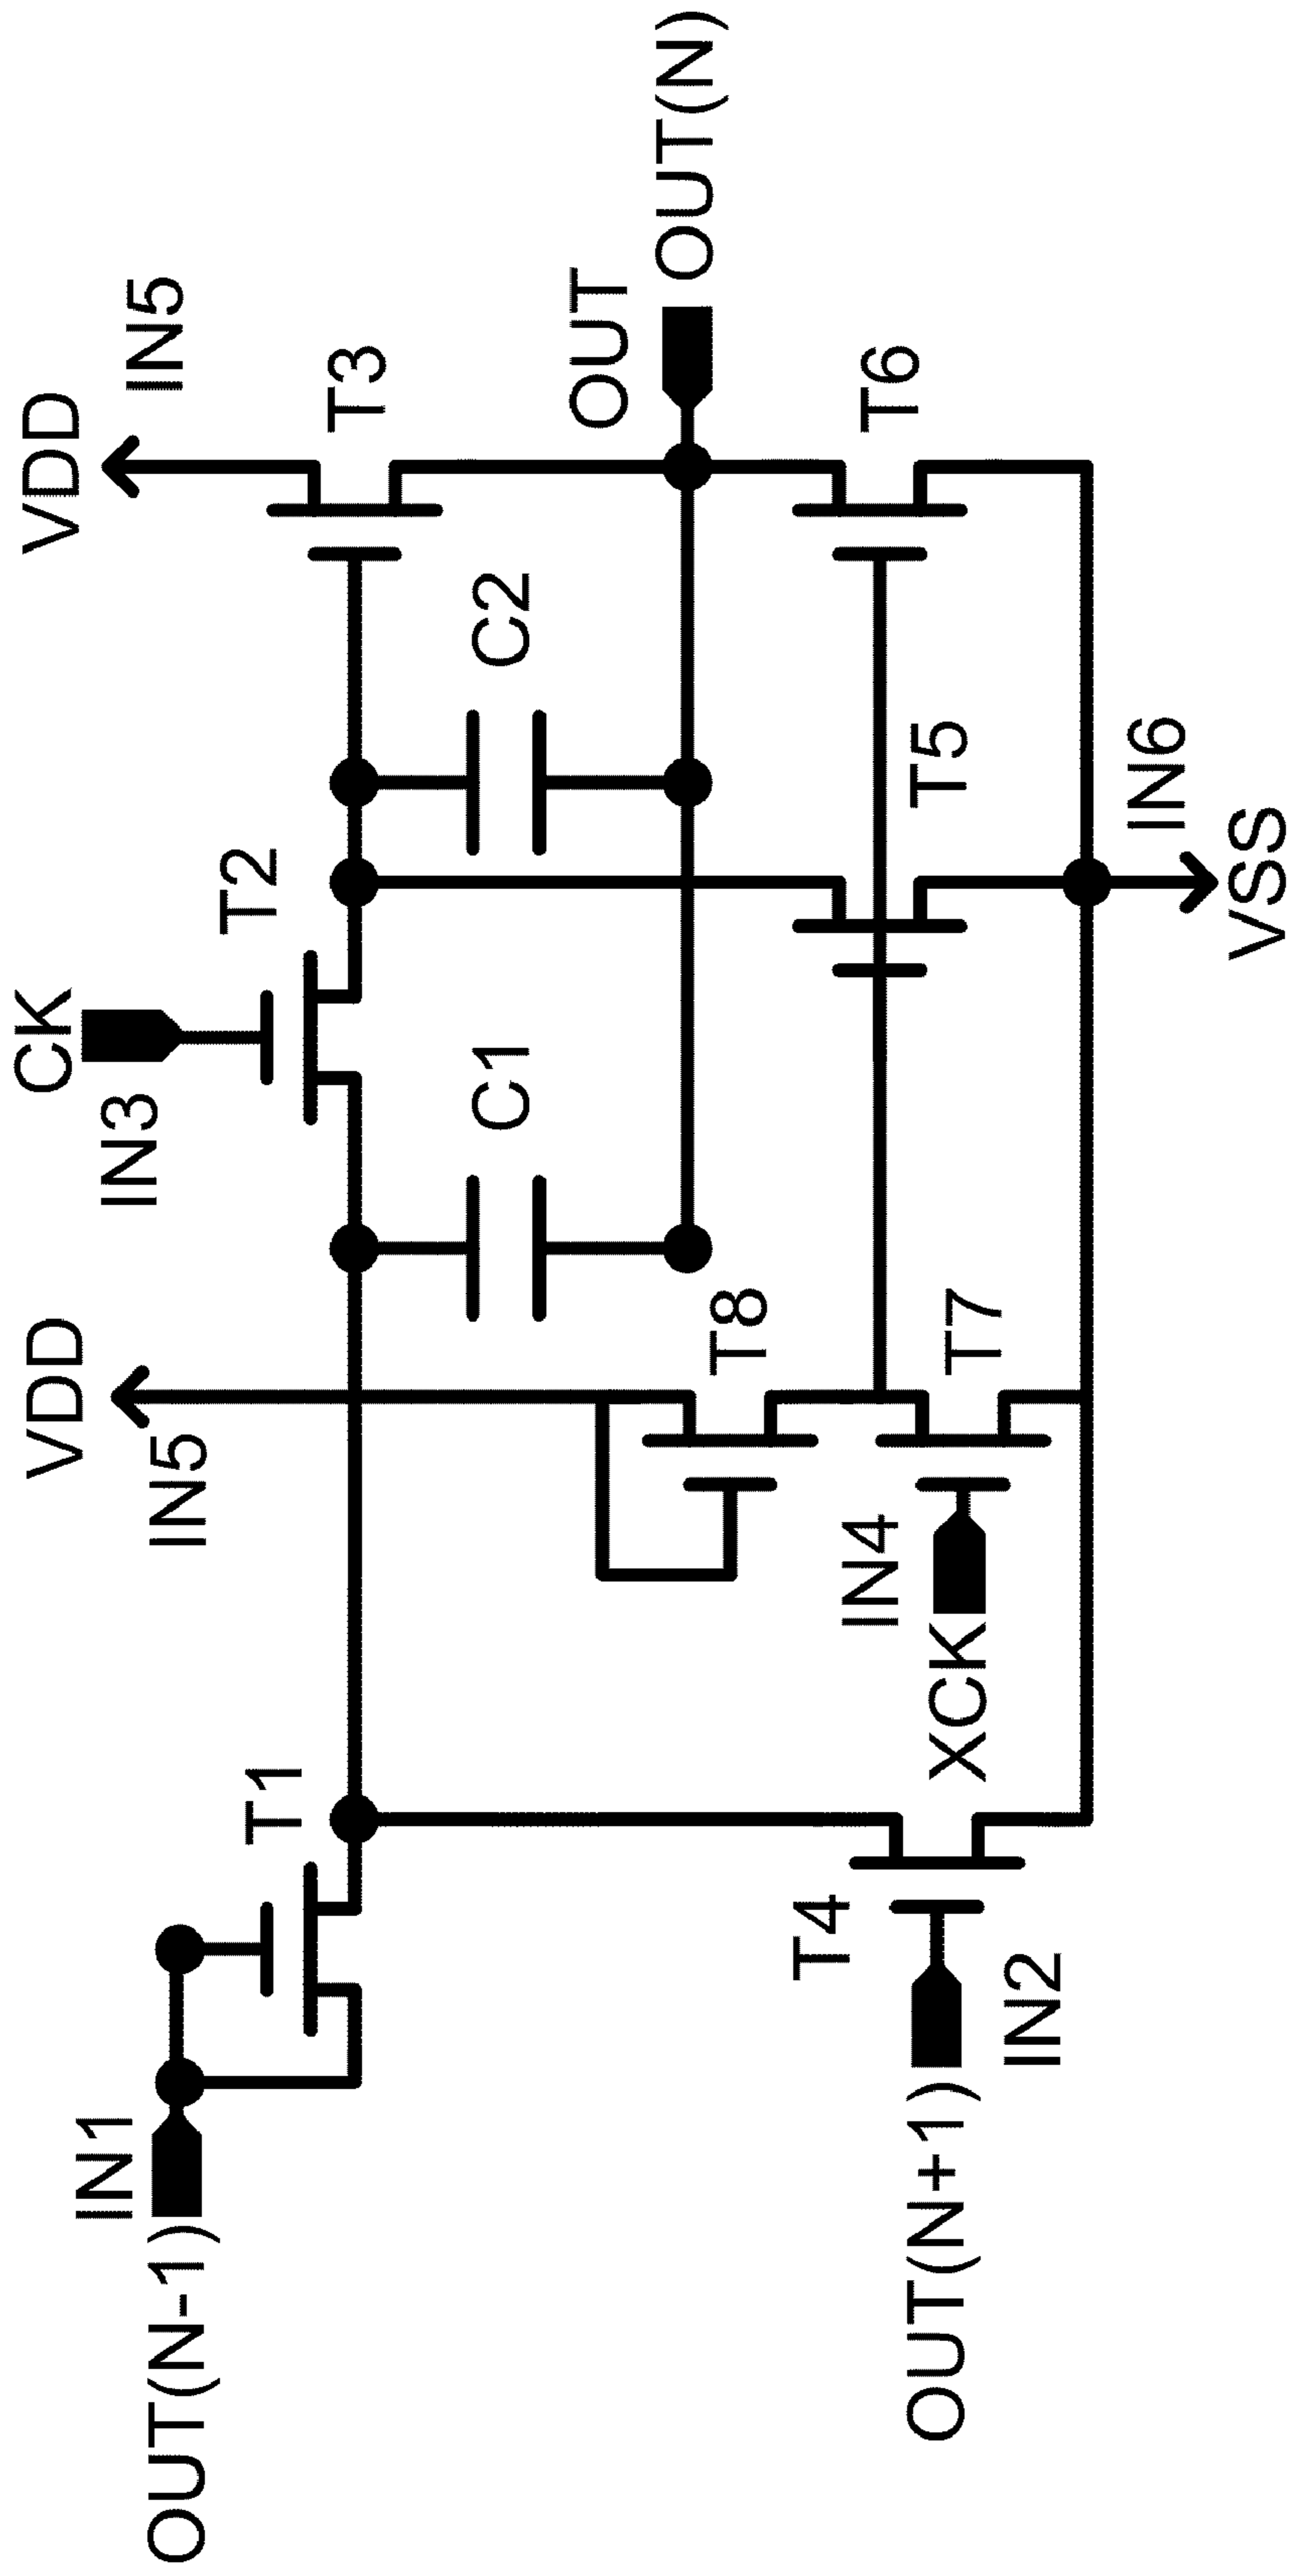 VDD
IN5
CK
IN3
VDD
IN5
IN1
OUT(N-1)
T1
T2
T3
C1
C2
OUT
OUT(N)
T8
T4
IN4
XCK
T7
T5
T6
OUT(N+1)
IN2
IN6
VSS